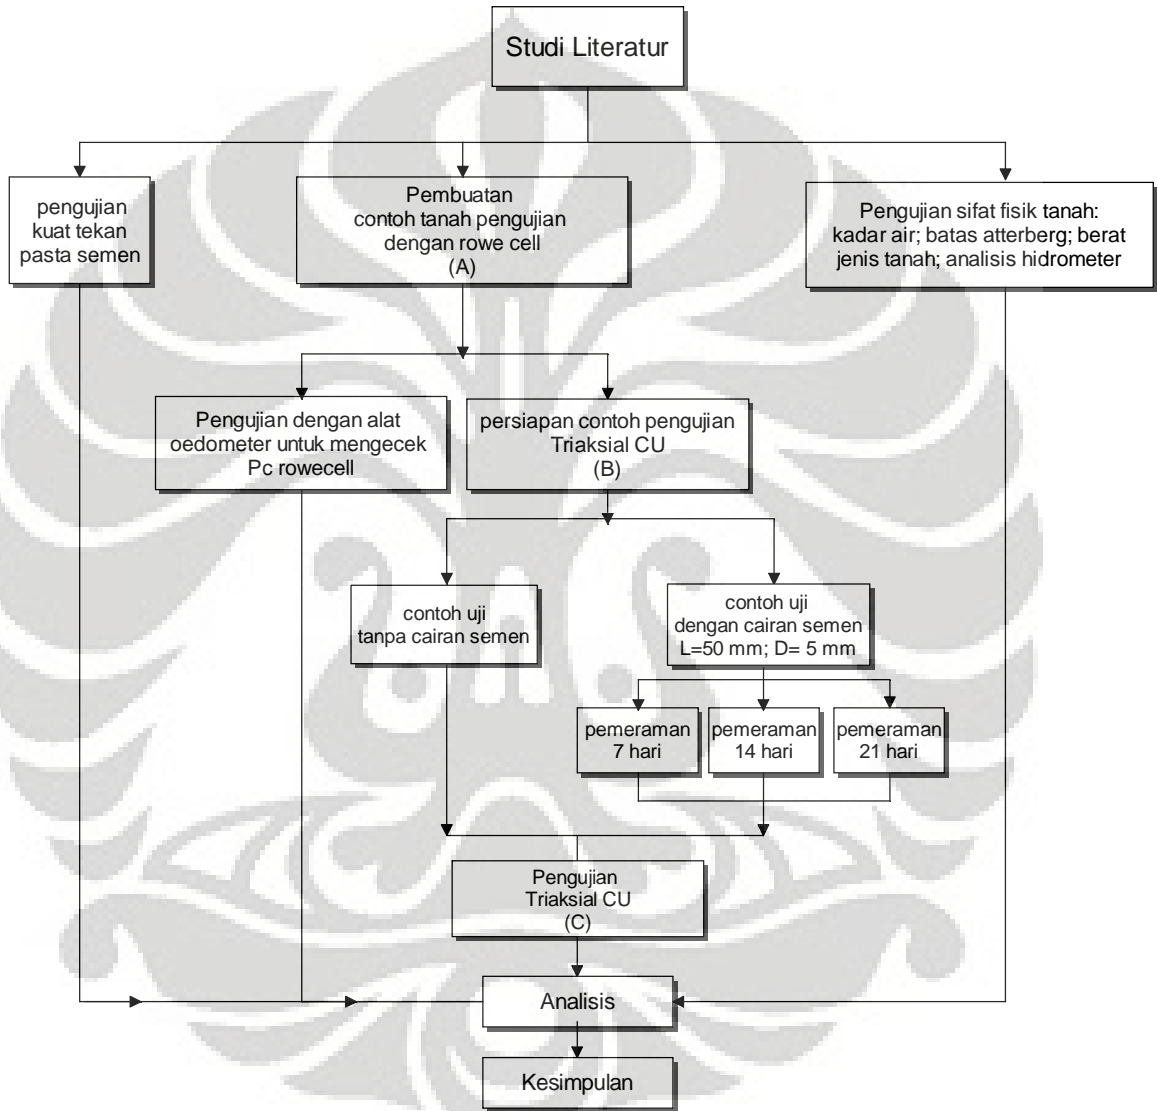 Studi Literatur
pengujian
kuat tekan
pasta semen
Pembuatan
contoh tanah pengujian
dengan rowe cell
(A)
Pengujian sifat fisik tanah:
kadar air; batas atterberg; berat
jenis tanah; analisis hidrometer
Pengujian dengan alat
oedometer untuk mengecek
Pc rowecell
persiapan contoh pengujian
Triaksial CU
(B)
contoh uji
tanpa cairan semen
contoh uji
dengan cairan semen
L=50 mm; D= 5 mm
pemeraman
7 hari
pemeraman
14 hari
pemeraman
21 hari
Pengujian
Triaksial CU
(C)
Analisis
Kesimpulan